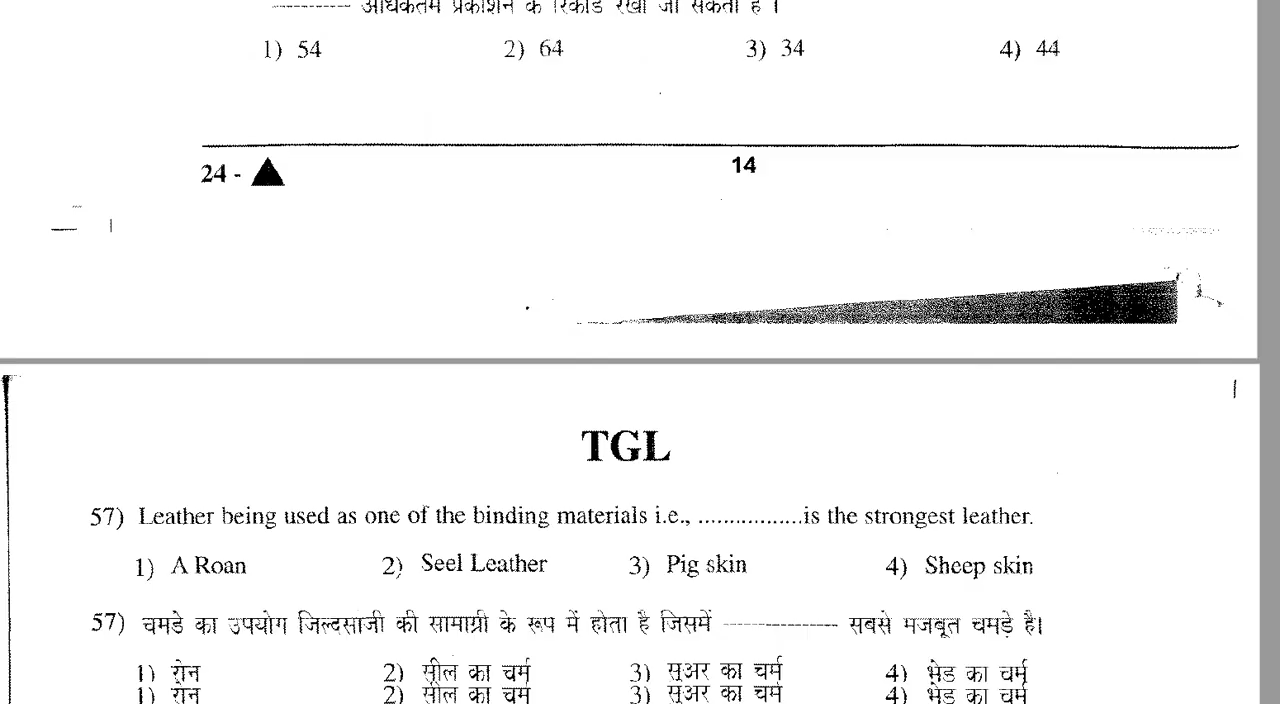 ---------- अधिकतम प्रकाशन के रिकार्ड रखा जा सकता है ।
1) 54 2) 64 3) 34 4) 44
24 - ▲ 14
TGL
57) Leather being used as one of the binding materials i.e., .................is the strongest leather.
1) A Roan 2) Seel Leather 3) Pig skin 4) Sheep skin
57) चमडे का उपयोग जिल्दसाजी की सामाग्री के रूप में होता है जिसमें -------------- सबसे मजबूत चमड़े है।
1) रोन 2) सील का चर्म 3) सुअर का चर्म 4) भेड का चर्म
1) रोन 2) सील का चर्म 3) सुअर का चर्म 4) भेड का चर्म